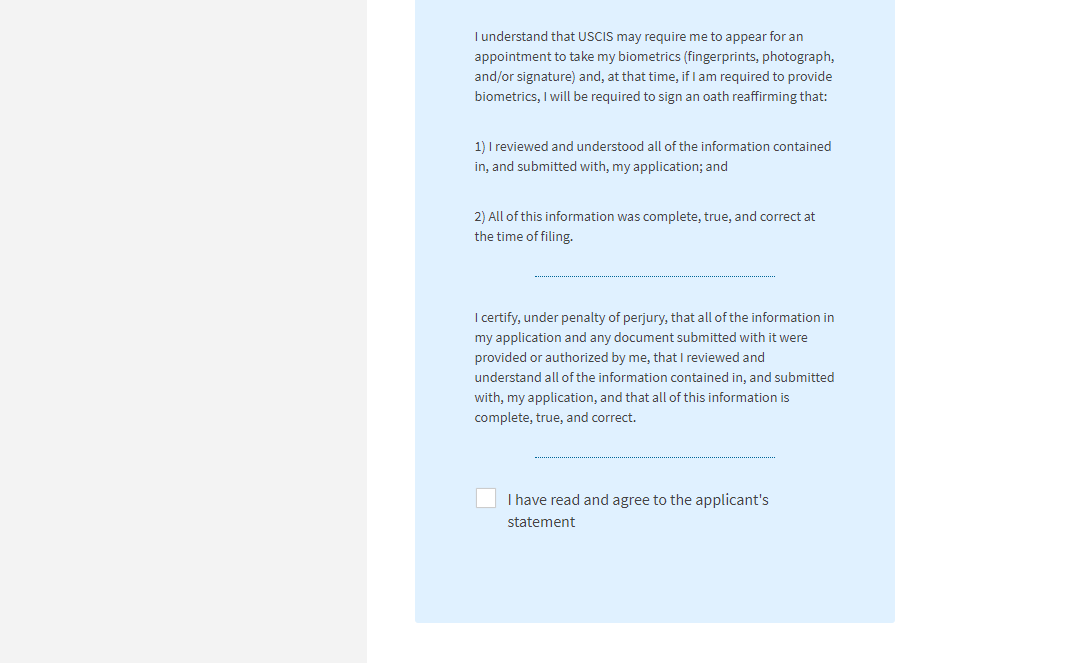 I understand that USCIS may require me to appear for an
appointment to take my biometrics (fingerprints, photograph,
and/or signature) and, at that time, if I am required to provide
biometrics, I will be required to sign an oath reaffirming that:
1) I reviewed and understood all of the information contained
in, and submitted with, my application; and
2) All of this information was complete, true, and correct at
the time of filing.
I certify, under penalty of perjury, that all of the information in
my application and any document submitted with it were
provided or authorized by me, that I reviewed and
understand all of the information contained in, and submitted
with, my application, and that all of this information is
complete, true, and correct.
I have read and agree to the applicant's
statement